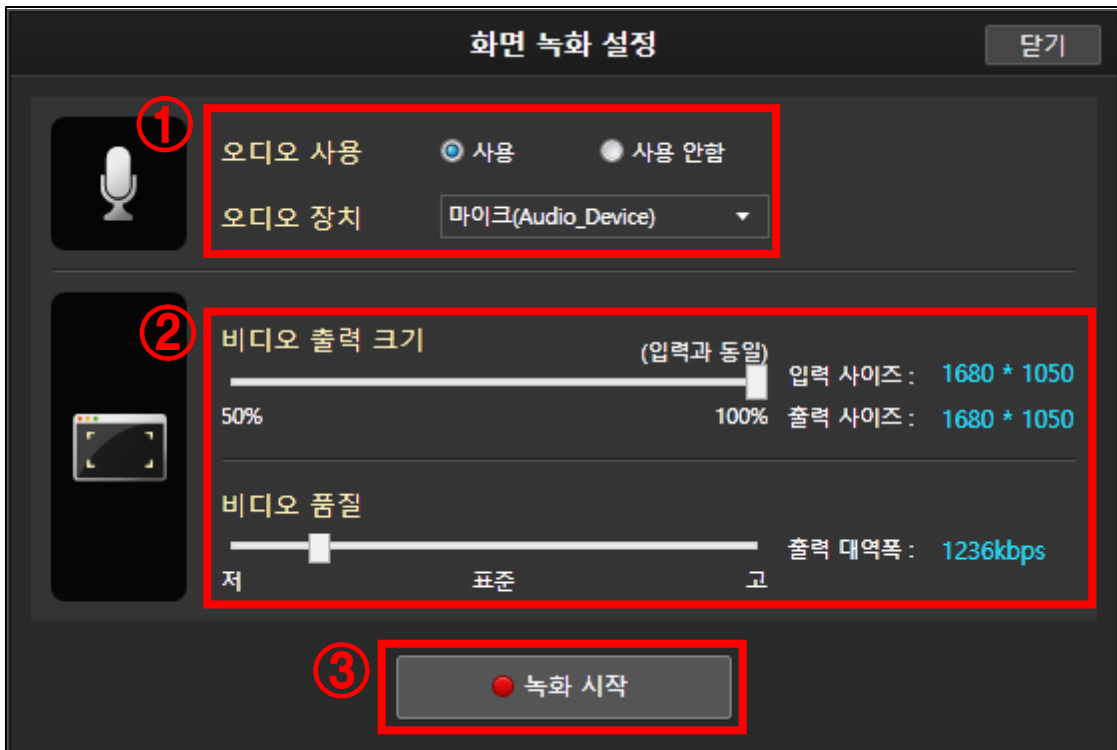 화면 녹화 설정
닫기
①
오디오 사용 사용 사용 안함
오디오 장치 마이크(Audio_Device)
②
비디오 출력 크기
(입력과 동일)
입력 사이즈 : 1680 * 1050
50% 100% 출력 사이즈 : 1680 * 1050
비디오 품질
출력 대역폭 : 1236kbps
저 표준 고
③
녹화 시작